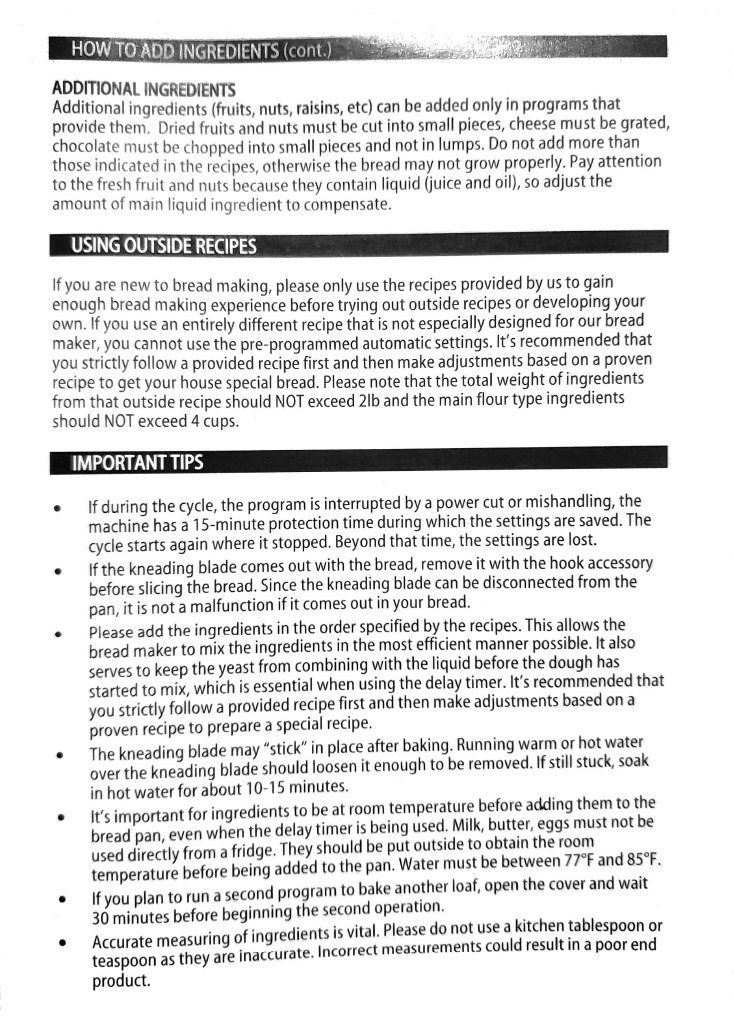 HOW TO ADD INGREDIENTS (cont.)
ADDITIONAL INGREDIENTS
Additional ingredients (fruits, nuts, raisins, etc) can be added only in programs that
provide them. Dried fruits and nuts must be cut into small pieces, cheese must be grated,
chocolate must be chopped into small pieces and not in lumps. Do not add more than
those indicated in the recipes, otherwise the bread may not grow properly. Pay attention
to the fresh fruit and nuts because they contain liquid (juice and oil), so adjust the
amount of main liquid ingredient to compensate.
USING OUTSIDE RECIPES
If you are new to bread making, please only use the recipes provided by us to gain
enough bread making experience before trying out outside recipes or developing your
own. If you use an entirely different recipe that is not especially designed for our bread
maker, you cannot use the pre-programmed automatic settings. It's recommended that
you strictly follow a provided recipe first and then make adjustments based on a proven
recipe to get your house special bread. Please note that the total weight of ingredients
from that outside recipe should NOT exceed 2lb and the main flour type ingredients
should NOT exceed 4 cups.
IMPORTANT TIPS
• If during the cycle, the program is interrupted by a power cut or mishandling, the
machine has a 15-minute protection time during which the settings are saved. The
cycle starts again where it stopped. Beyond that time, the settings are lost.
• If the kneading blade comes out with the bread, remove it with the hook accessory
before slicing the bread. Since the kneading blade can be disconnected from the
pan, it is not a malfunction if it comes out in your bread.
• Please add the ingredients in the order specified by the recipes. This allows the
bread maker to mix the ingredients in the most efficient manner possible. It also
serves to keep the yeast from combining with the liquid before the dough has
started to mix, which is essential when using the delay timer. It's recommended that
you strictly follow a provided recipe first and then make adjustments based on a
proven recipe to prepare a special recipe.
• The kneading blade may "stick" in place after baking. Running warm or hot water
over the kneading blade should loosen it enough to be removed. If still stuck, soak
in hot water for about 10-15 minutes.
• It's important for ingredients to be at room temperature before adding them to the
bread pan, even when the delay timer is being used. Milk, butter, eggs must not be
used directly from a fridge. They should be put outside to obtain the room
temperature before being added to the pan. Water must be between 77°F and 85°F.
• If you plan to run a second program to bake another loaf, open the cover and wait
30 minutes before beginning the second operation.
• Accurate measuring of ingredients is vital. Please do not use a kitchen tablespoon or
teaspoon as they are inaccurate. Incorrect measurements could result in a poor end
product.